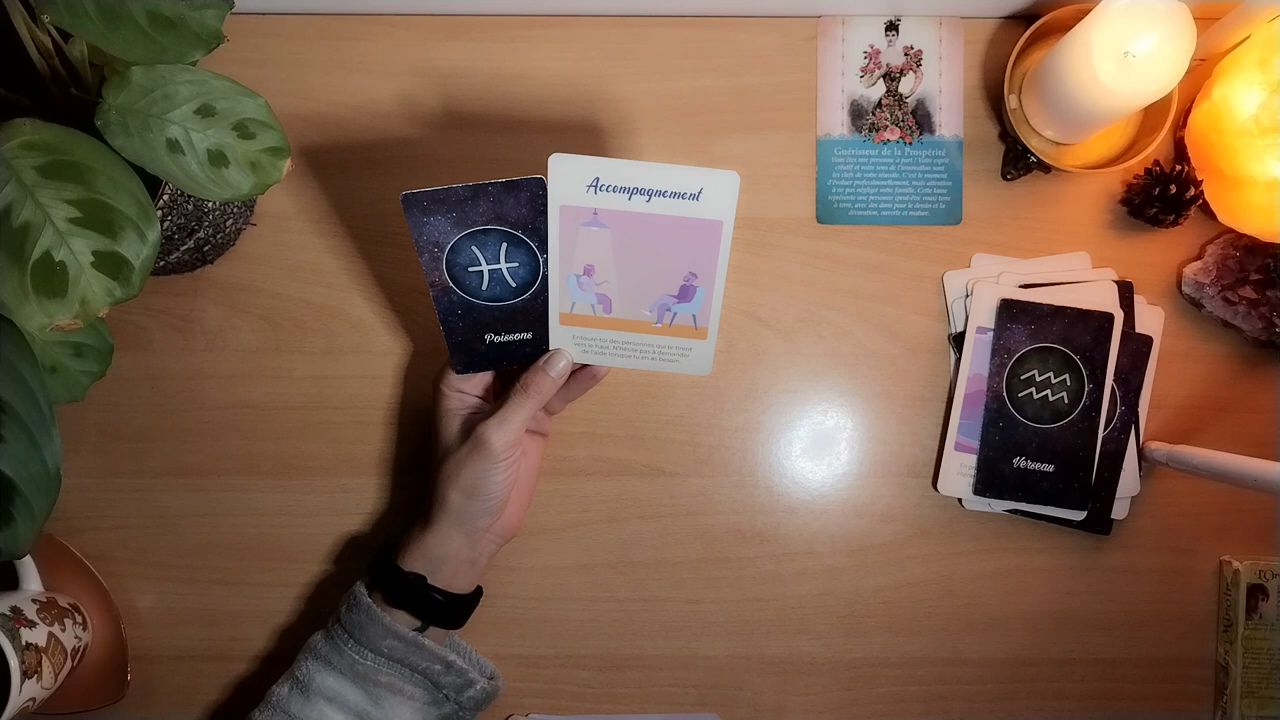 Poissons
Accompagnement
Entoure-toi des personnes qui te tirent
vers le haut. N'hésite pas à demander
de l'aide lorsque tu en as besoin.
Guérisseur de la Prospérité
Vous êtes une personne à part ! Votre esprit
créatif et votre sens de l'innovation sont
les clefs de votre réussite. C'est le moment
d'évoluer professionnellement, mais attention
à ne pas négliger votre famille. Cette lame
représente une personne (peut-être vous) terre
à terre, avec des dons pour le dessin et la
décoration, ouverte et mature.
Verseau
Miroir